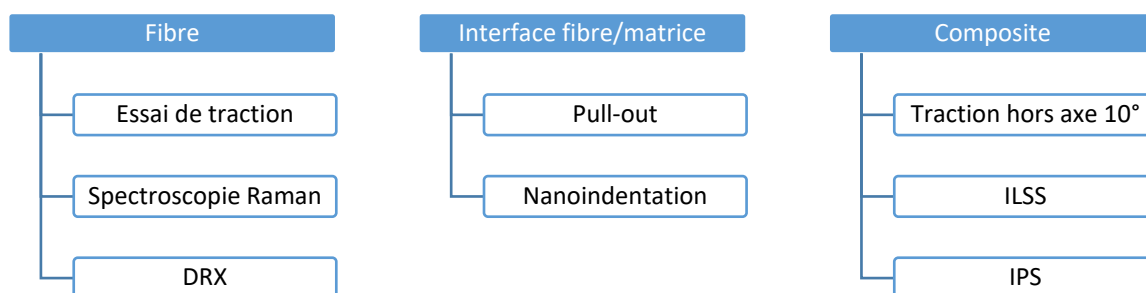 Fibre
Essai de traction
Spectroscopie Raman
DRX
Interface fibre/matrice
Pull-out
Nanoindentation
Composite
Traction hors axe 10°
ILSS
IPS